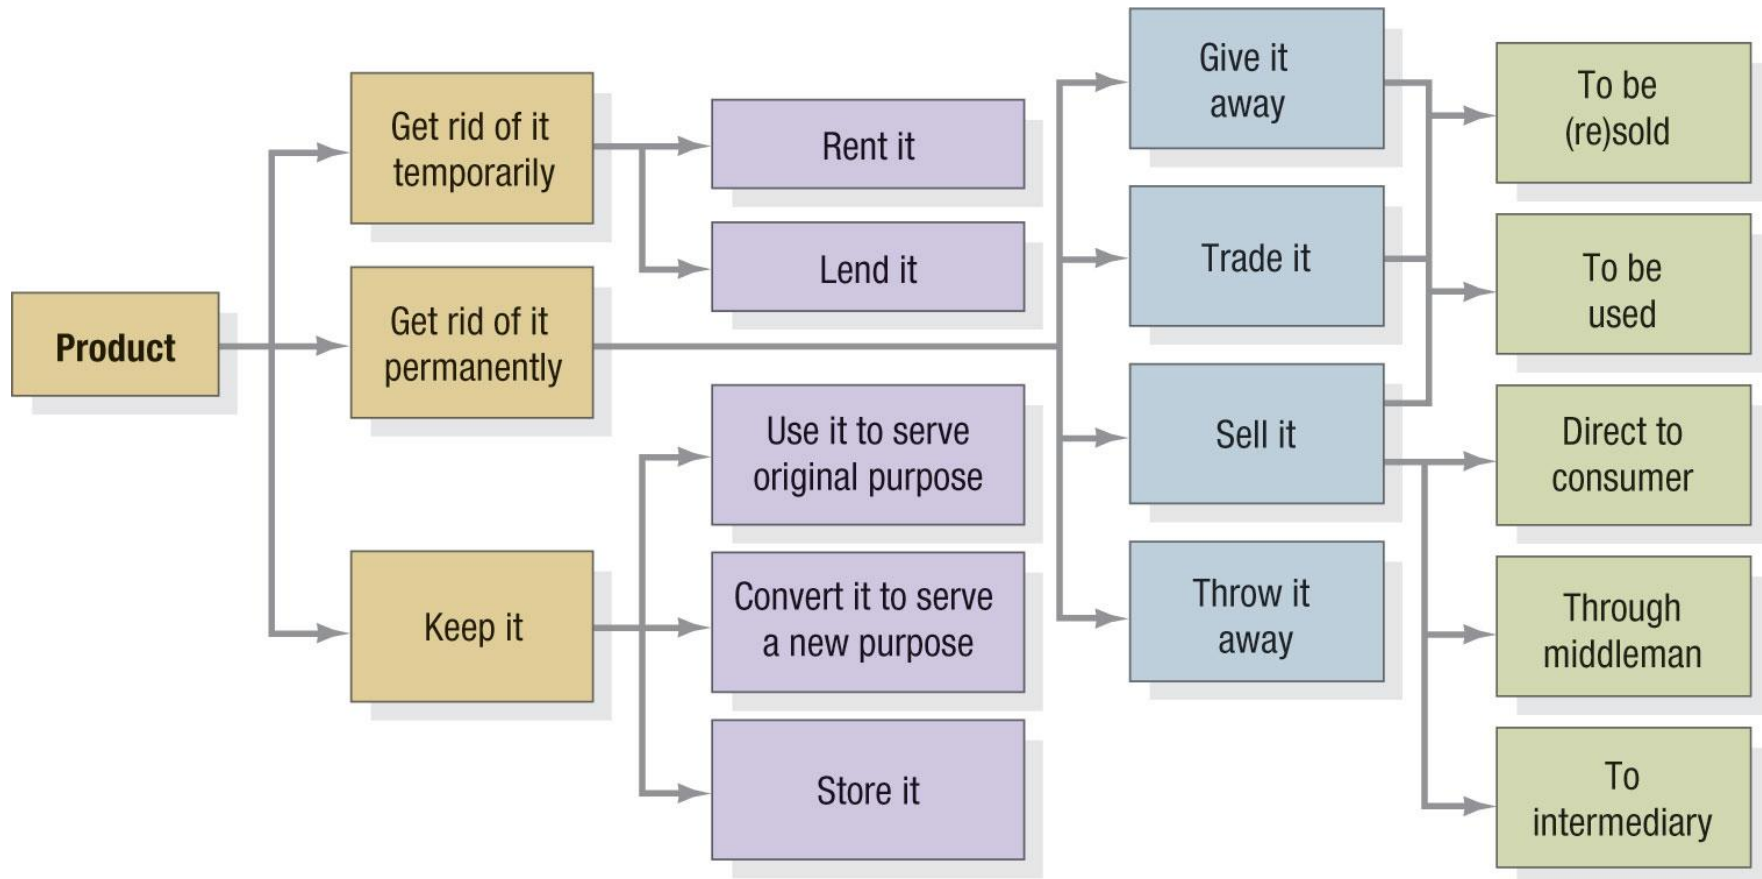 Product
Get rid of it
temporarily
Get rid of it
permanently
Keep it
Rent it
Lend it
Use it to serve
original purpose
Convert it to serve
a new purpose
Store it
Give it
away
Trade it
Sell it
Throw it
away
To be
(re)sold
To be
used
Direct to
consumer
Through
middleman
To
intermediary